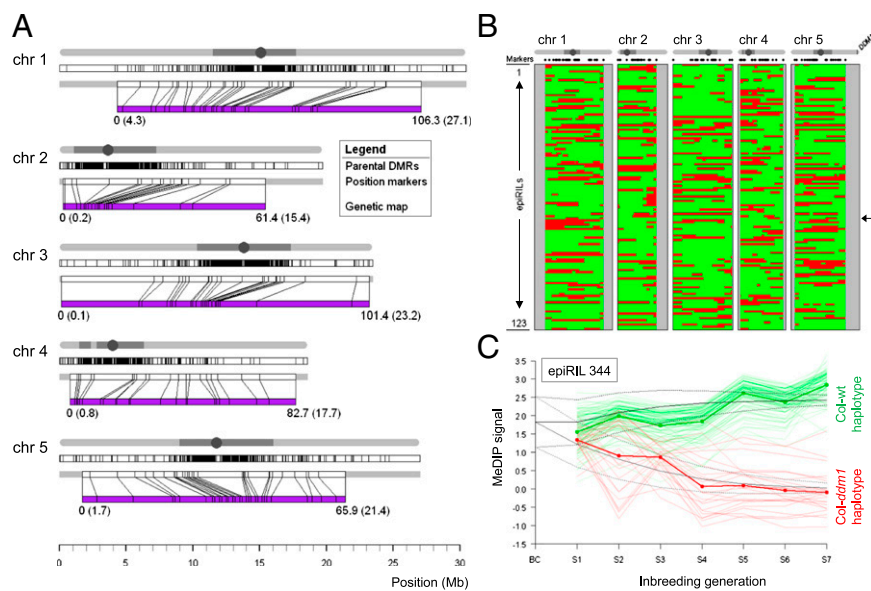 A
chr 1
0 (4.3)
106.3 (27.1)
chr 2
0 (0.2)
61.4 (15.4)
Legend
Parental DMRs
Position markers
Genetic map
chr 3
0 (0.1)
101.4 (23.2)
chr 4
0 (0.8)
82.7 (17.7)
chr 5
0 (1.7)
65.9 (21.4)
0 5 10 15 20 25 30
Position (Mb)
B
chr 1 chr 2 chr 3 chr 4 chr 5
Markers
1
epiRILs
123
C
epiRIL 344
MeDIP signal
35
30
25
20
15
10
0.5
0.0
-0.5
-10
-15
BC S1 S2 S3 S4 S5 S6 S7
Inbreeding generation
Col-wt
haplotype
Col-ddm1
haplotype